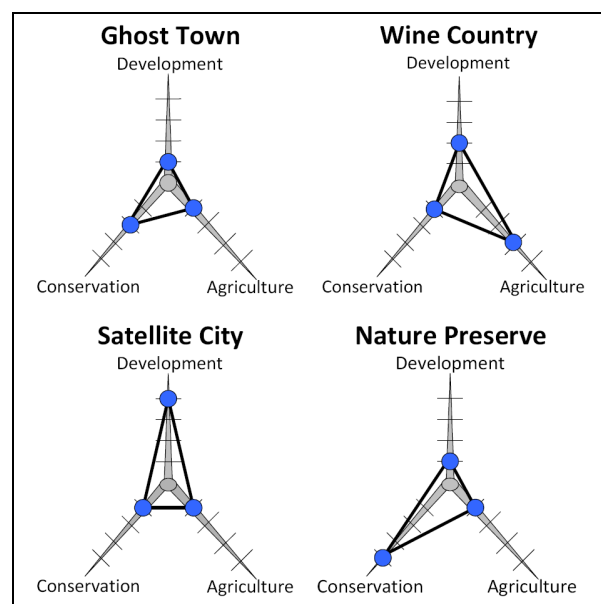 Ghost Town
Development
Conservation
Agriculture
Wine Country
Development
Conservation
Agriculture
Satellite City
Development
Conservation
Agriculture
Nature Preserve
Development
Conservation
Agriculture